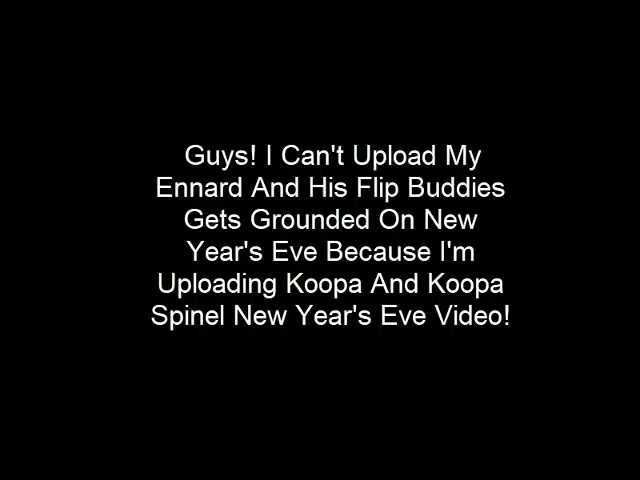 Guys! I Can't Upload My
Ennard And His Flip Buddies
Gets Grounded On New
Year's Eve Because I'm
Uploading Koopa And Koopa
Spinel New Year's Eve Video!